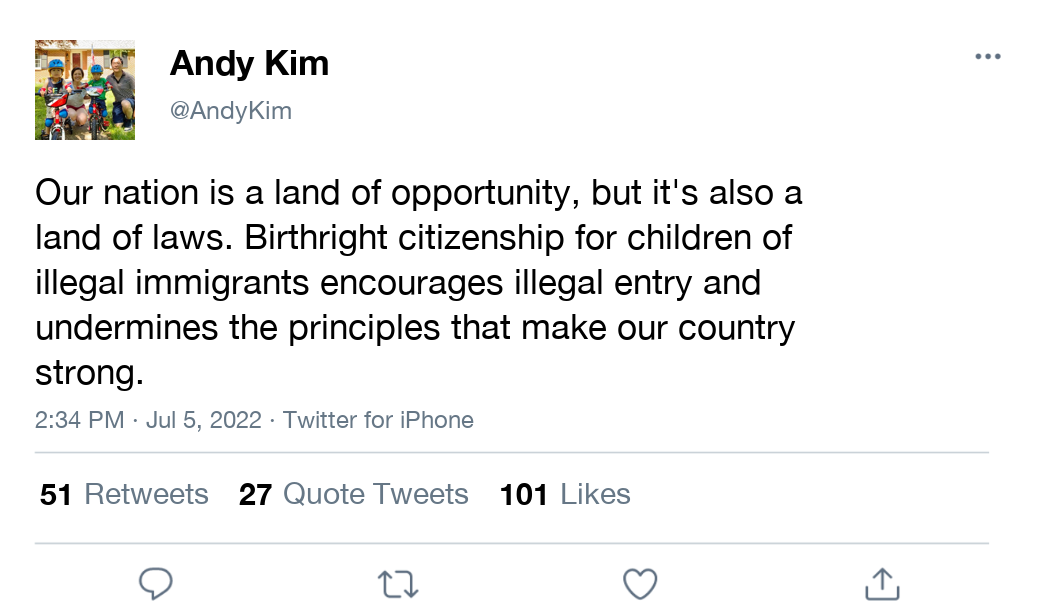 Andy Kim
@AndyKim
Our nation is a land of opportunity, but it's also a
land of laws. Birthright citizenship for children of
illegal immigrants encourages illegal entry and
undermines the principles that make our country
strong.
2:34 PM · Jul 5, 2022 · Twitter for iPhone
51 Retweets 27 Quote Tweets 101 Likes